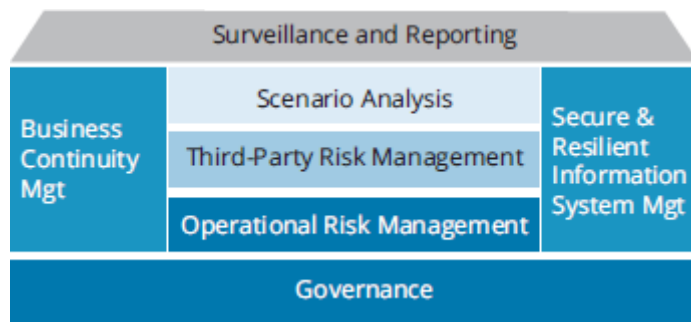 Surveillance and Reporting
Business
Continuity
Mgt
Scenario Analysis
Third-Party Risk Management
Operational Risk Management
Secure &
Resilient
Information
System Mgt
Governance